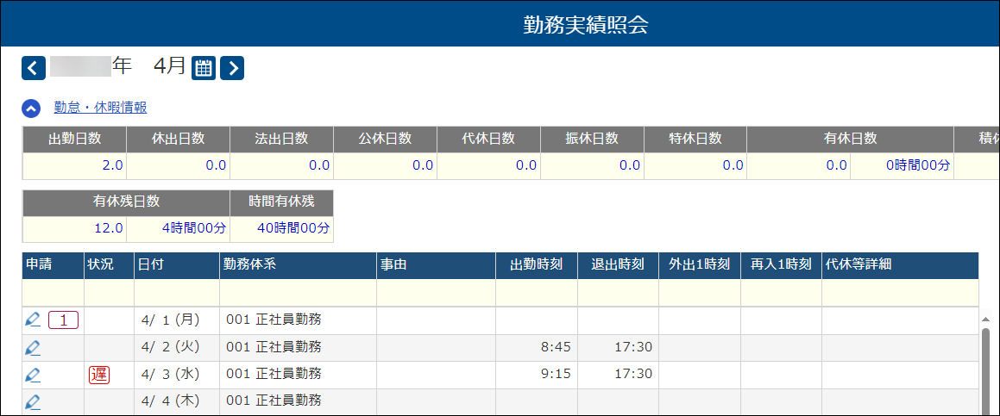 勤務実績照会
年 4月
勤怠・休暇情報
出勤日数 休出日数 法出日数 公休日数 代休日数 振休日数 特休日数 有休日数 積
2.0 0.0 0.0 0.0 0.0 0.0 0.0 0.0 0時間00分
有休残日数 時間有休残
12.0 4時間00分 40時間00分
申請 状況 日付 勤務体系 事由 出勤時刻 退出時刻 外出1時刻 再入1時刻 代休等詳細
1 4/ 1 (月) 001 正社員勤務
4/ 2 (火) 001 正社員勤務 8:45 17:30
遅 4/ 3 (水) 001 正社員勤務 9:15 17:30
4/ 4 (木) 001 正社員勤務